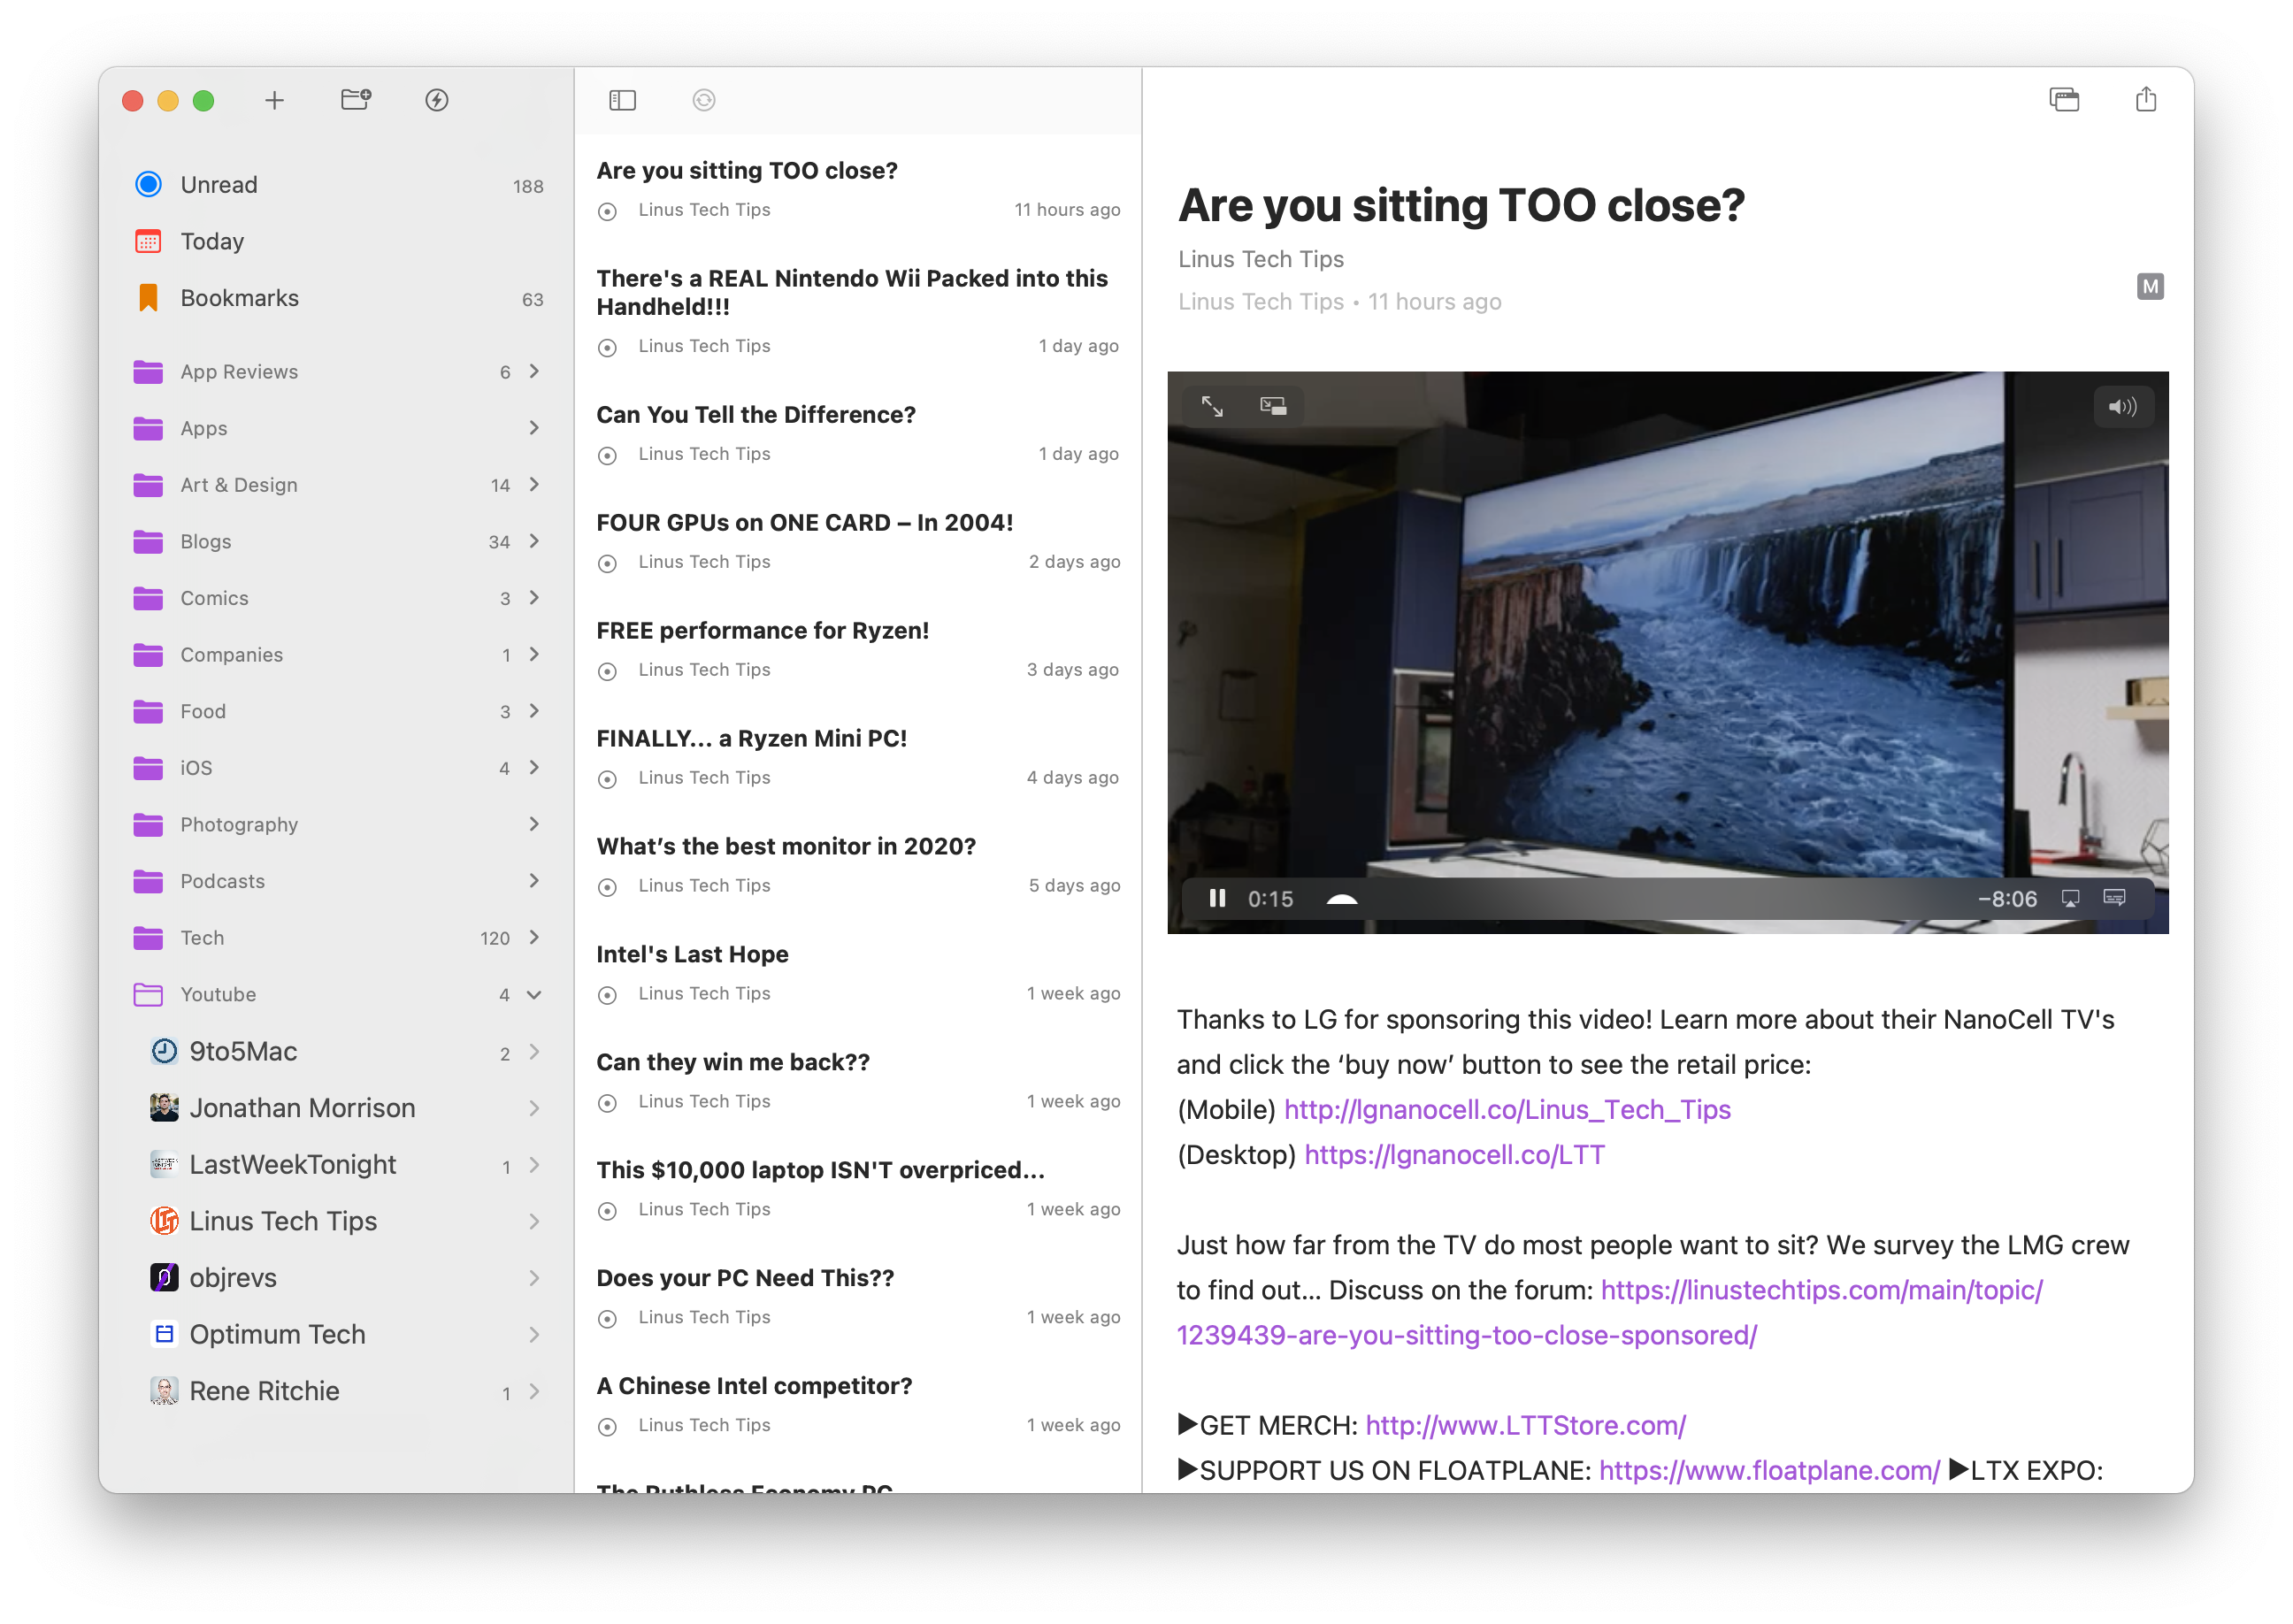 Unread 188
Today
Bookmarks 63
App Reviews 6
Apps
Art & Design 14
Blogs 34
Comics 3
Companies 1
Food 3
iOS 4
Photography
Podcasts
Tech 120
Youtube 4
9to5Mac 2
Jonathan Morrison
LastWeekTonight 1
Linus Tech Tips
objrevs
Optimum Tech
Rene Ritchie 1
Are you sitting TOO close?
Linus Tech Tips 11 hours ago
There's a REAL Nintendo Wii Packed into this
Handheld!!!
Linus Tech Tips 1 day ago
Can You Tell the Difference?
Linus Tech Tips 1 day ago
FOUR GPUs on ONE CARD – In 2004!
Linus Tech Tips 2 days ago
FREE performance for Ryzen!
Linus Tech Tips 3 days ago
FINALLY... a Ryzen Mini PC!
Linus Tech Tips 4 days ago
What’s the best monitor in 2020?
Linus Tech Tips 5 days ago
Intel's Last Hope
Linus Tech Tips 1 week ago
Can they win me back??
Linus Tech Tips 1 week ago
This $10,000 laptop ISN'T overpriced...
Linus Tech Tips 1 week ago
Does your PC Need This??
Linus Tech Tips 1 week ago
A Chinese Intel competitor?
Linus Tech Tips 1 week ago
The Ruthless Economy PC
Are you sitting TOO close?
Linus Tech Tips
Linus Tech Tips • 11 hours ago
M
0:15 −8:06
Thanks to LG for sponsoring this video! Learn more about their NanoCell TV's
and click the ‘buy now’ button to see the retail price:
(Mobile) http://lgnanocell.co/Linus_Tech_Tips
(Desktop) https://lgnanocell.co/LTT
Just how far from the TV do most people want to sit? We survey the LMG crew
to find out... Discuss on the forum: https://linustechtips.com/main/topic/
1239439-are-you-sitting-too-close-sponsored/
▶GET MERCH: http://www.LTTStore.com/
▶SUPPORT US ON FLOATPLANE: https://www.floatplane.com/ ▶LTX EXPO: